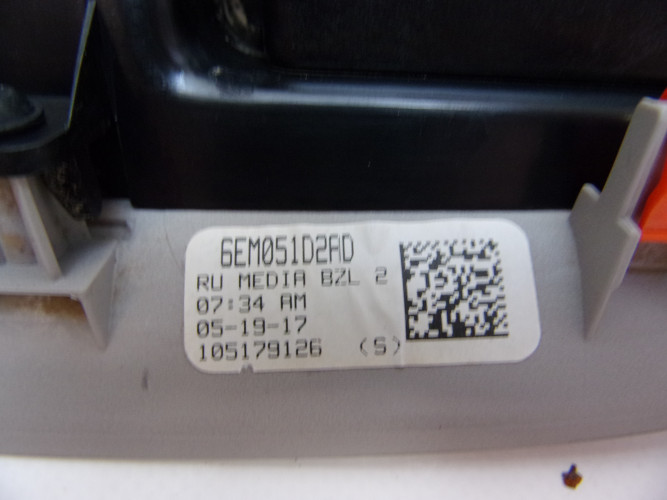 6EM051D2AD
RU MEDIA BZL 2
07:34 AM
05-19-17
105179126 (S)